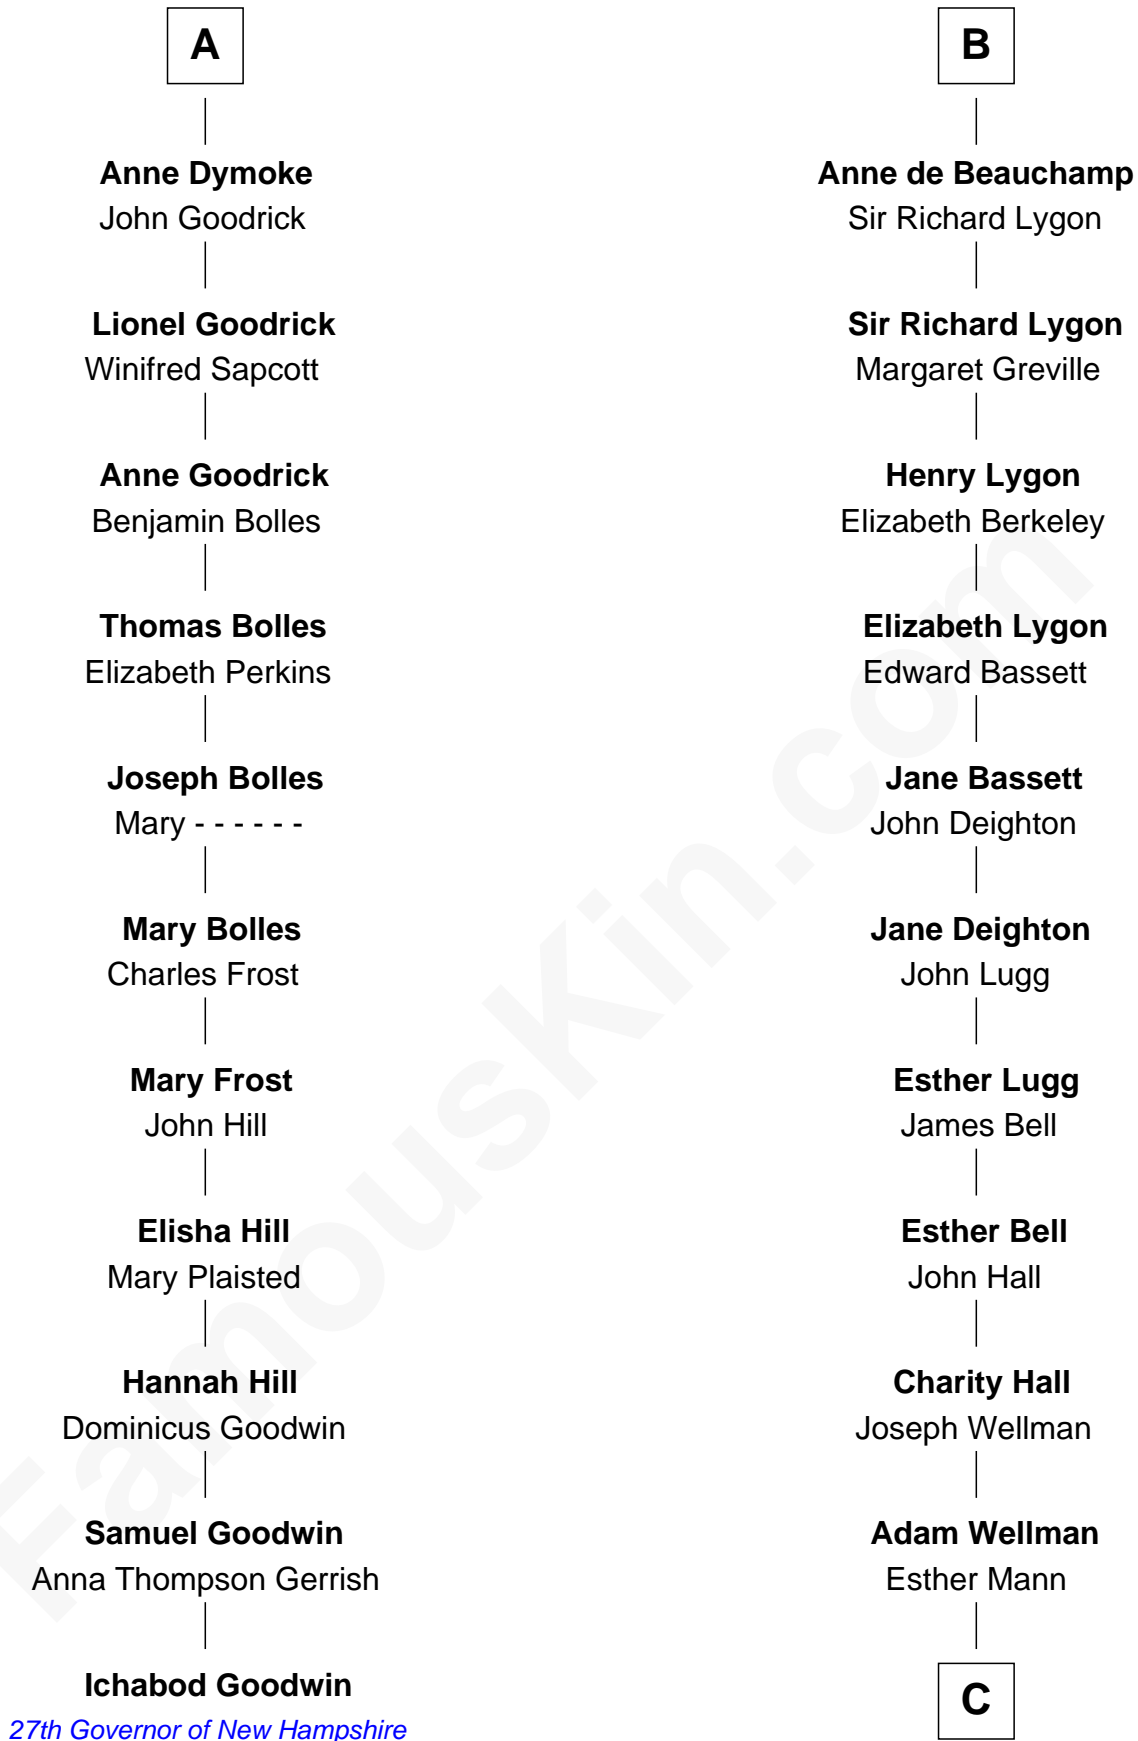 A
Anne Dymoke
John Goodrick
Lionel Goodrick
Winifred Sapcott
Anne Goodrick
Benjamin Bolles
Thomas Bolles
Elizabeth Perkins
Joseph Bolles
Mary - - - - - -
Mary Bolles
Charles Frost
Mary Frost
John Hill
Elisha Hill
Mary Plaisted
Hannah Hill
Dominicus Goodwin
Samuel Goodwin
Anna Thompson Gerrish
Ichabod Goodwin
27th Governor of New Hampshire
B
Anne de Beauchamp
Sir Richard Lygon
Sir Richard Lygon
Margaret Greville
Henry Lygon
Elizabeth Berkeley
Elizabeth Lygon
Edward Bassett
Jane Bassett
John Deighton
Jane Deighton
John Lugg
Esther Lugg
James Bell
Esther Bell
John Hall
Charity Hall
Joseph Wellman
Adam Wellman
Esther Mann
C
FamousKin.com